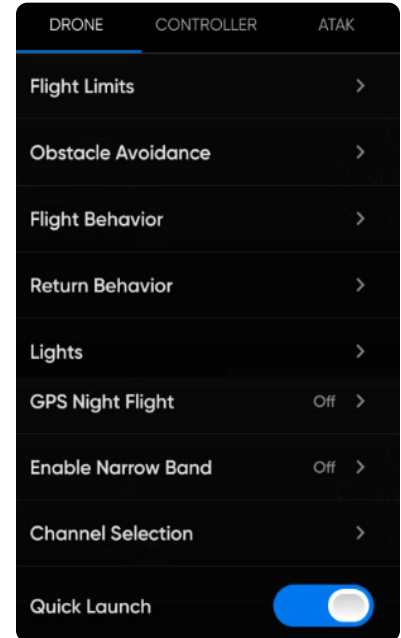 DRONE CONTROLLER ATAK
Flight Limits
Obstacle Avoidance
Flight Behavior
Return Behavior
Lights
GPS Night Flight Off
Enable Narrow Band Off
Channel Selection
Quick Launch